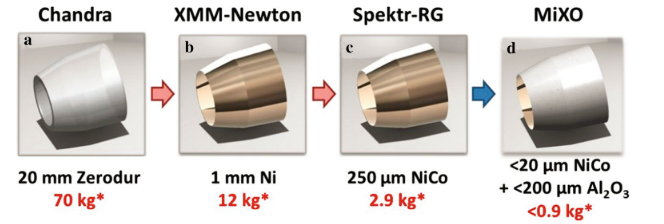 Chandra XMM-Newton Spektr-RG MiXO
a b c d
20 mm Zerodur 1 mm Ni 250 µm NiCo <20 µm NiCo
+ <200 µm Al₂O₃
70 kg* 12 kg* 2.9 kg* <0.9 kg*